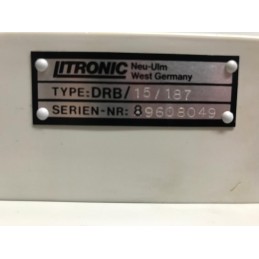 LITRONIC Neu-Ulm
West Germany
TYPE: DRB/15/187
SERIEN-NR: 89608049